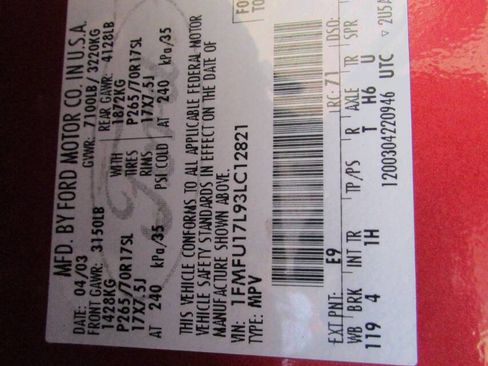 MFD. BY FORD MOTOR CO. IN U.S.A.
DATE: 04/03 GVWR: 7100LB/ 3220KG
FRONT GAWR: 3150LB REAR GAWR: 4128LB
1428KG WITH 1872KG
P265/70R17SL TIRES P265/70R17SL
17X7.5J RIMS 17X7.5J
AT 240 kPa/35 PSI COLD AT 240 kPa/35
THIS VEHICLE CONFORMS TO ALL APPLICABLE FEDERAL MOTOR
VEHICLE SAFETY STANDARDS IN EFFECT ON THE DATE OF
MANUFACTURE SHOWN ABOVE.
VIN: 1FMFU17L93LC12821
TYPE: MPV
EXT PNT: E9 RC: 71 DSO:
WB BRK INT TR TP/PS R AXLE TR SPR
119 4 1H T H6 U
1200304220946 UTC